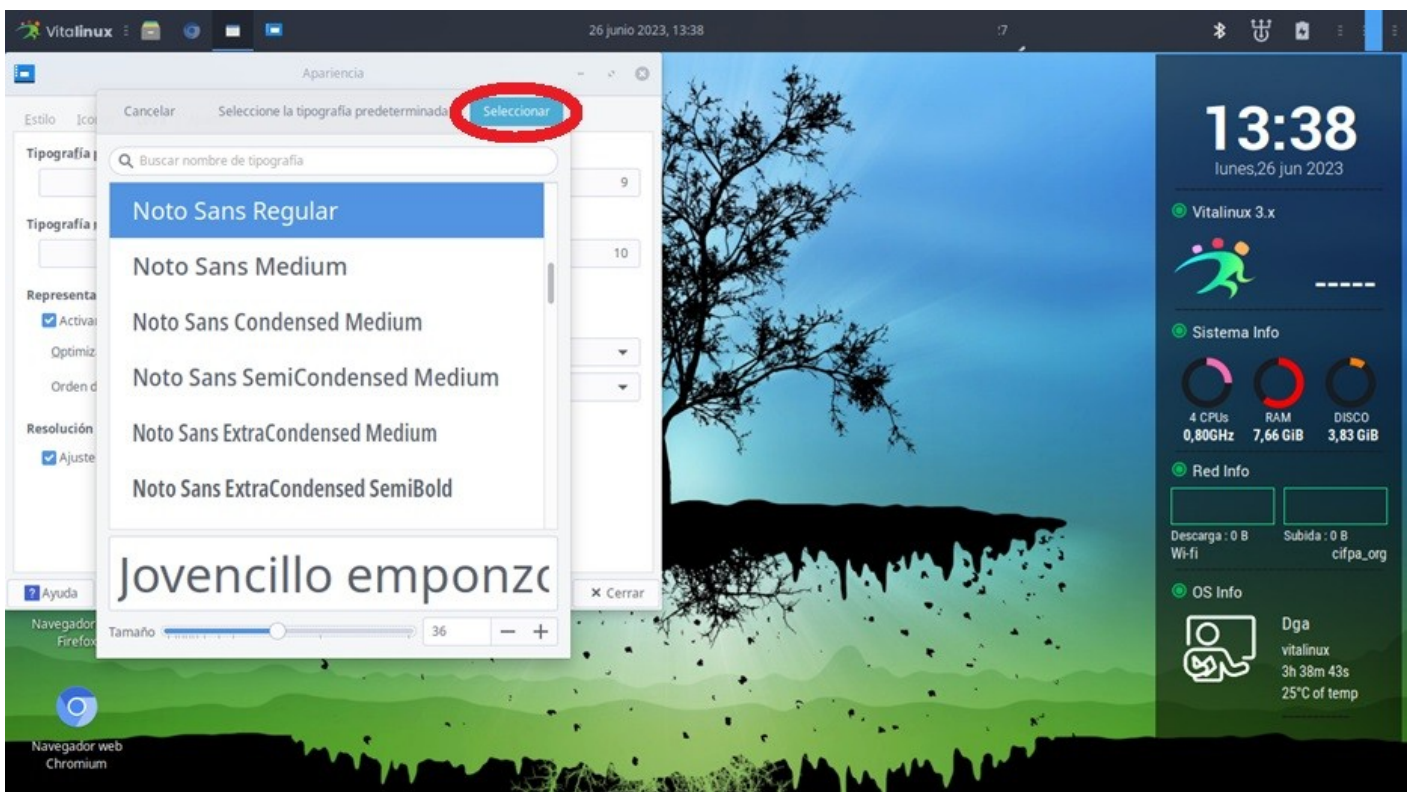 Vitalinux
26 junio 2023, 13:38
:7
Apariencia
Estilo
Cancelar
Seleccione la tipografía predeterminada
Seleccionar
Tipografía
Buscar nombre de tipografía
9
Noto Sans Regular
Tipografía
10
Noto Sans Medium
Representa
Activa
Noto Sans Condensed Medium
Optimiz
Noto Sans SemiCondensed Medium
Orden d
Resolución
Noto Sans ExtraCondensed Medium
Ajuste
Noto Sans ExtraCondensed SemiBold
Jovencillo emponzo
Ayuda
Cerrar
Tamaño
36
Navegador
Firefox
Navegador web
Chromium
13:38
lunes,26 jun 2023
Vitalinux 3.x
-----
Sistema Info
4 CPUs RAM DISCO
0,80GHz 7,66 GiB 3,83 GiB
Red Info
Descarga : 0 B Subida : 0 B
Wi-fi cifpa_org
OS Info
Dga
vitalinux
3h 38m 43s
25°C of temp